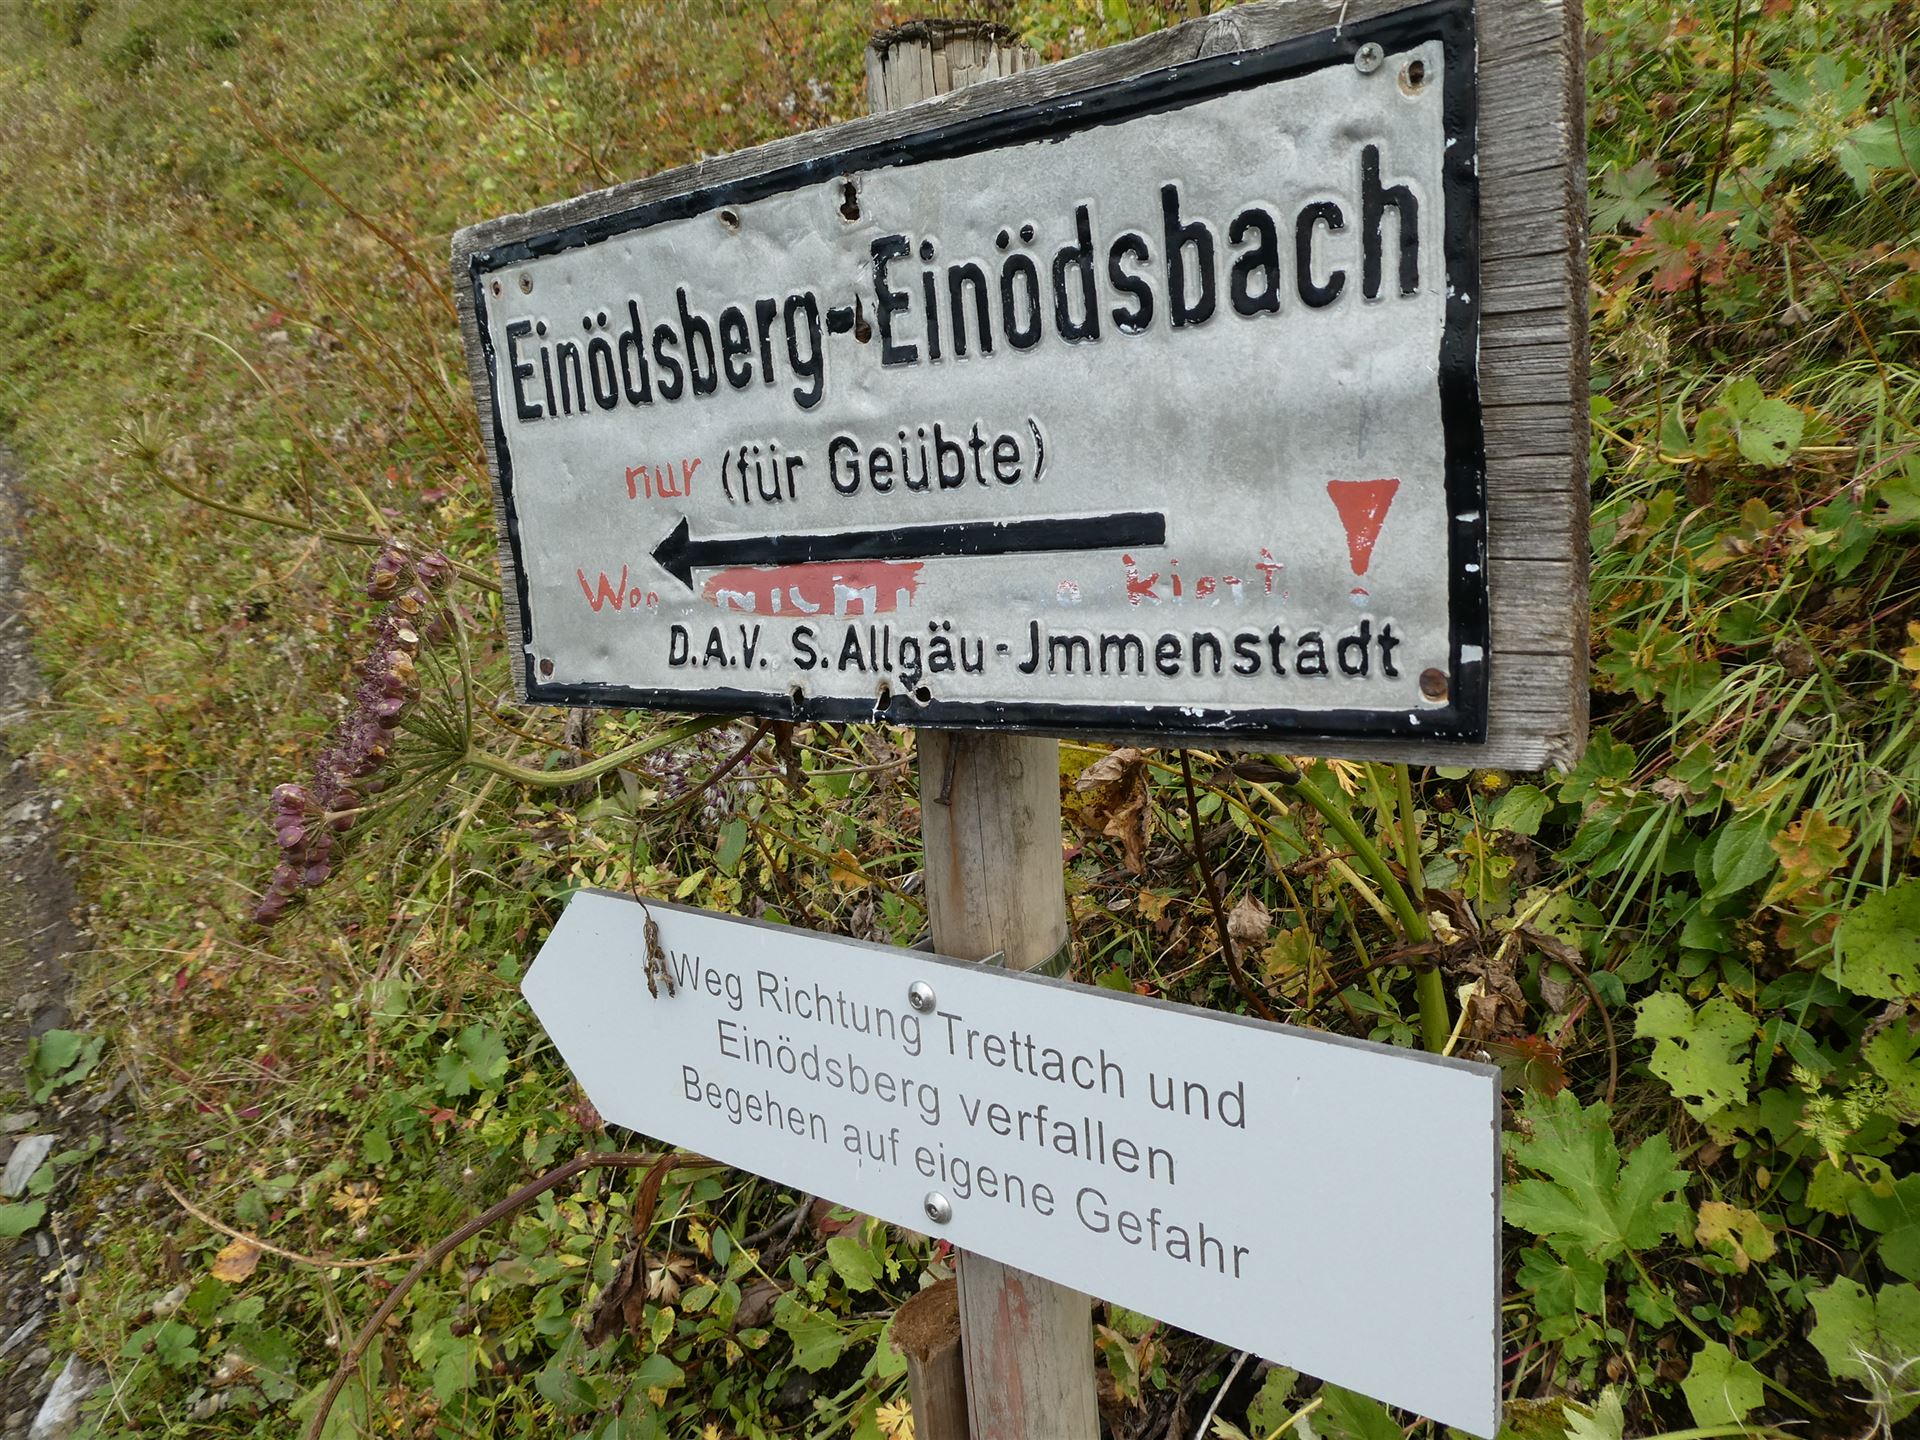 Einödsberg-Einödsbach
nur (für Geübte)
!
D.A.V. S. Allgäu-Jmmenstadt
Weg Richtung Trettach und
Einödsberg verfallen
Begehen auf eigene Gefahr